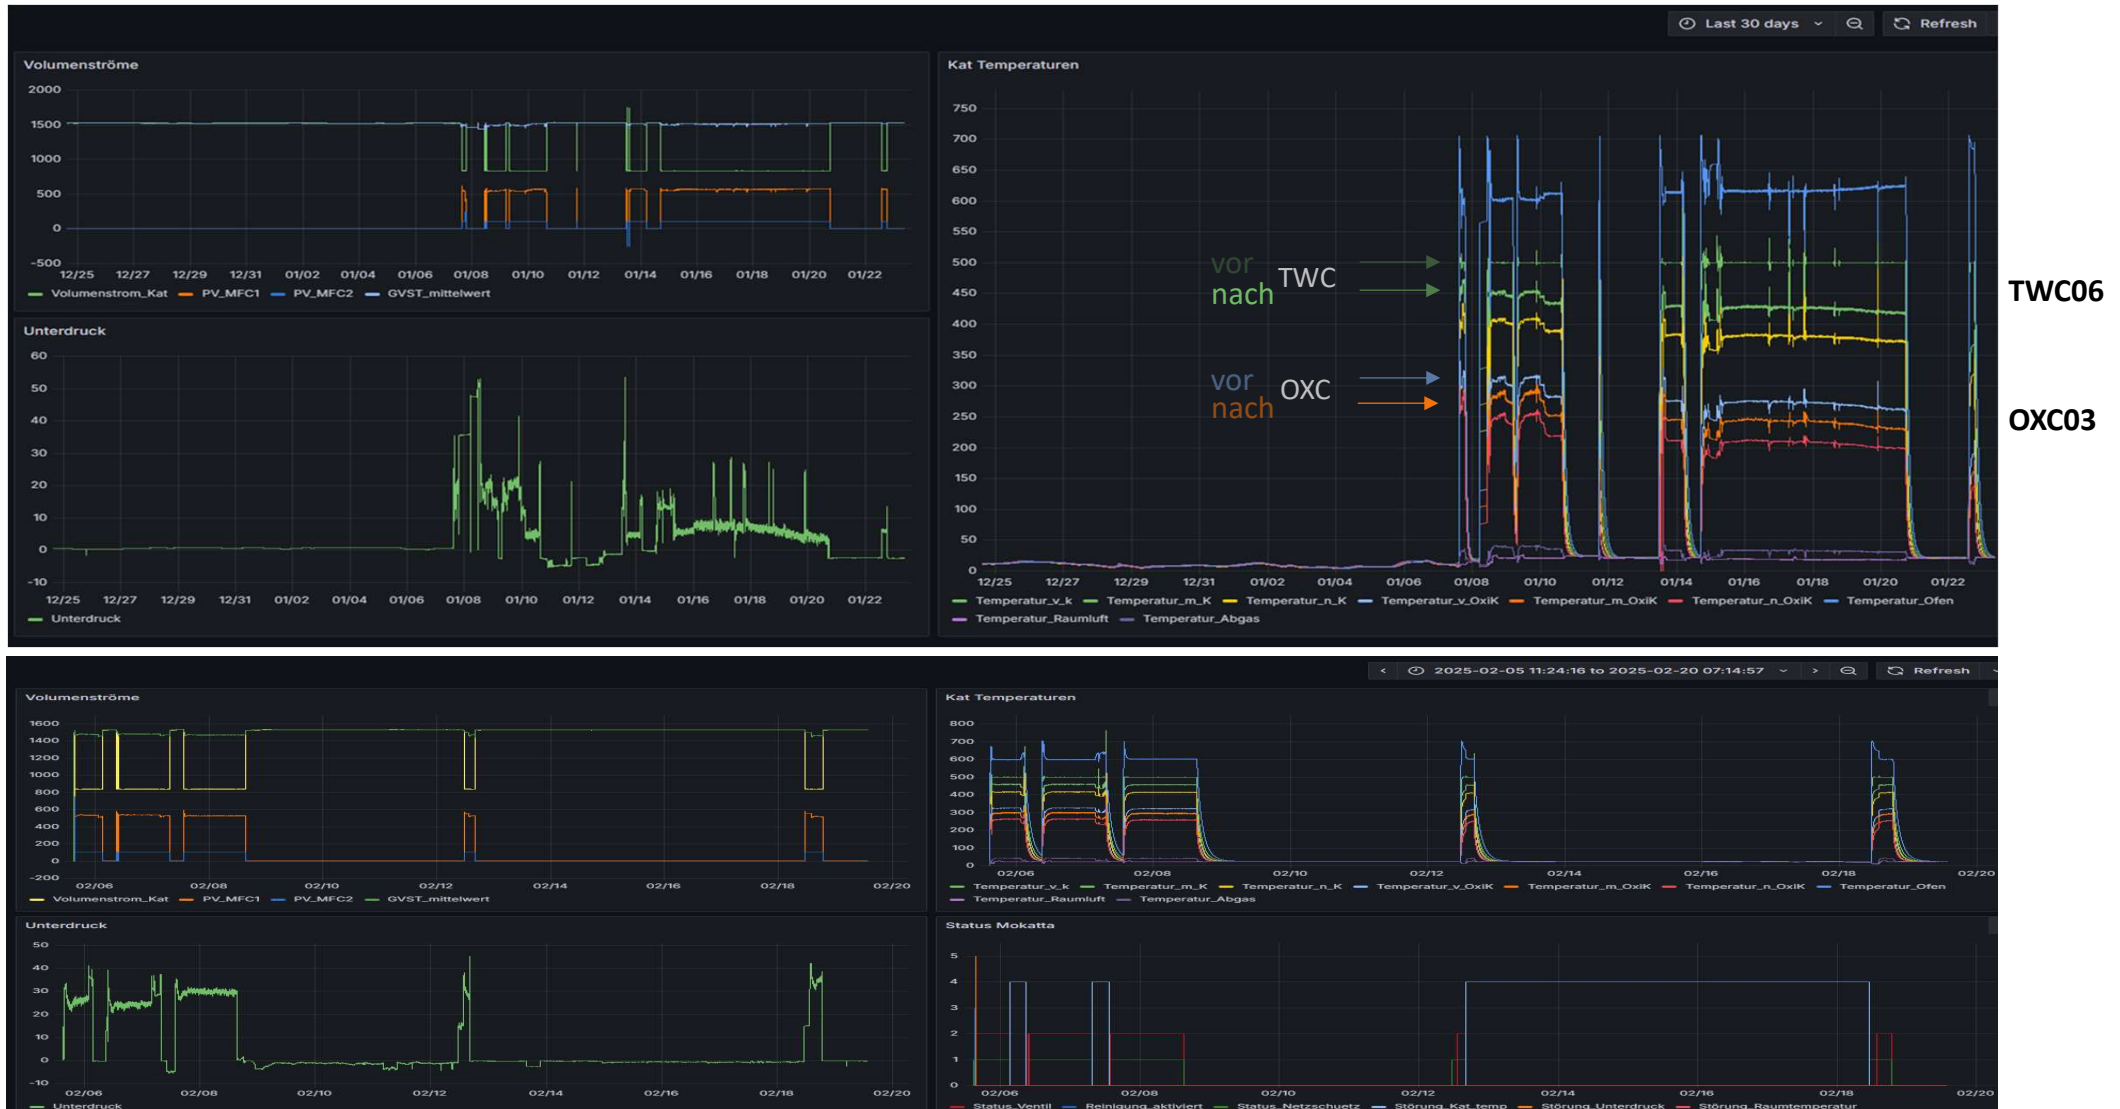 Last 30 days
Refresh
Volumenströme
2000
1500
1000
500
0
-500
12/25 12/27 12/29 12/31 01/02 01/04 01/06 01/08 01/10 01/12 01/14 01/16 01/18 01/20 01/22
Volumenstrom_Kat PV_MFC1 PV_MFC2 GVST_mittelwert
Unterdruck
60
50
40
30
20
10
0
-10
12/25 12/27 12/29 12/31 01/02 01/04 01/06 01/08 01/10 01/12 01/14 01/16 01/18 01/20 01/22
Unterdruck
Kat Temperaturen
750
700
650
600
550
500
450
400
350
300
250
200
150
100
50
0
vor
nach
TWC
vor
nach
OXC
12/25 12/27 12/29 12/31 01/02 01/04 01/06 01/08 01/10 01/12 01/14 01/16 01/18 01/20 01/22
Temperatur_v_k Temperatur_m_K Temperatur_n_K Temperatur_v_OxiK Temperatur_m_OxiK Temperatur_n_OxiK Temperatur_Ofen
Temperatur_Raumluft Temperatur_Abgas
TWC06
OXC03
2025-02-05 11:24:16 to 2025-02-20 07:14:57
Refresh
Volumenströme
1600
1400
1200
1000
800
600
400
200
0
-200
02/06 02/08 02/10 02/12 02/14 02/16 02/18 02/20
Volumenstrom_Kat PV_MFC1 PV_MFC2 GVST_mittelwert
Kat Temperaturen
800
700
600
500
400
300
200
100
0
02/06 02/08 02/10 02/12 02/14 02/16 02/18 02/20
Temperatur_v_k Temperatur_m_K Temperatur_n_K Temperatur_v_OxiK Temperatur_m_OxiK Temperatur_n_OxiK Temperatur_Ofen
Temperatur_Raumluft Temperatur_Abgas
Unterdruck
50
40
30
20
10
0
-10
02/06 02/08 02/10 02/12 02/14 02/16 02/18 02/20
Unterdruck
Status Mokatta
5
4
3
2
1
0
02/06 02/08 02/10 02/12 02/14 02/16 02/18 02/20
Status_Ventil Reinigung_aktiviert Status_Netzschuetz Störung_Kat_temp Störung_Unterdruck Störung_Raumtemperatur